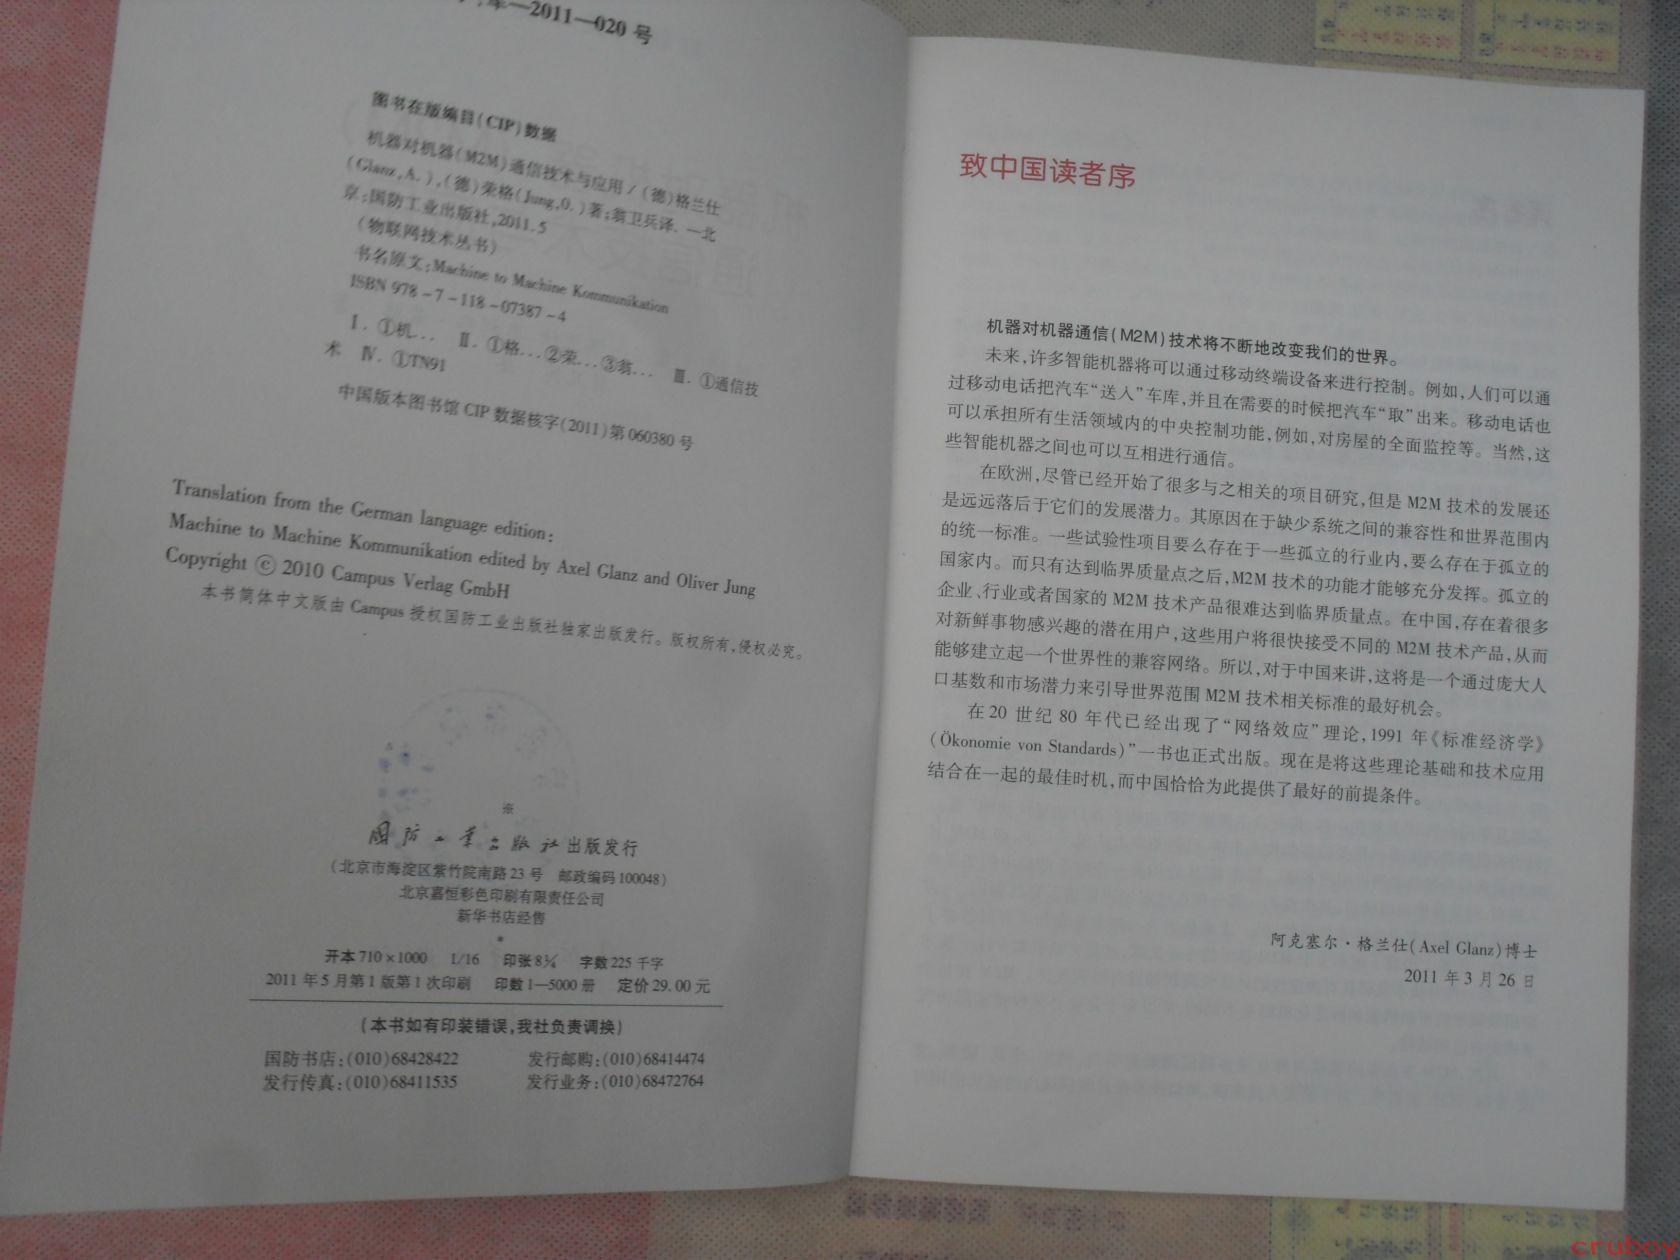 军—2011—020 号
图书在版编目(CIP)数据
机器对机器(M2M)通信技术与应用/(德)格兰仕
(Glanz,A.),(德)荣格(Jung,O.)著;翁卫兵译. —北
京:国防工业出版社,2011.5
(物联网技术丛书)
书名原文:Machine to Machine Kommunikation
ISBN 978-7-118-07387-4
Ⅰ. ①机… Ⅱ. ①格…②荣…③翁… Ⅲ. ①通信技
术 Ⅳ. ①TN91
中国版本图书馆 CIP 数据核字(2011)第 060380 号
Translation from the German language edition:
Machine to Machine Kommunikation edited by Axel Glanz and Oliver Jung
Copyright © 2010 Campus Verlag GmbH
本书简体中文版由 Campus 授权国防工业出版社独家出版发行。版权所有,侵权必究。
※
国防工业出版社出版发行
(北京市海淀区紫竹院南路 23 号 邮政编码 100048)
北京嘉恒彩色印刷有限责任公司
新华书店经售
*
开本 710×1000 1/16 印张 8¾ 字数 225 千字
2011 年 5 月第 1 版第 1 次印刷 印数 1—5000 册 定价 29.00 元
(本书如有印装错误,我社负责调换)
国防书店:(010)68428422 发行邮购:(010)68414474
发行传真:(010)68411535 发行业务:(010)68472764
致中国读者序
机器对机器通信(M2M)技术将不断地改变我们的世界。
未来,许多智能机器将可以通过移动终端设备来进行控制。例如,人们可以通
过移动电话把汽车“送入”车库,并且在需要的时候把汽车“取”出来。移动电话也
可以承担所有生活领域内的中央控制功能,例如,对房屋的全面监控等。当然,这
些智能机器之间也可以互相进行通信。
在欧洲,尽管已经开始了很多与之相关的项目研究,但是 M2M 技术的发展还
是远远落后于它们的发展潜力。其原因在于缺少系统之间的兼容性和世界范围内
的统一标准。一些试验性项目要么存在于一些孤立的行业内,要么存在于孤立的
国家内。而只有达到临界质量点之后,M2M 技术的功能才能够充分发挥。孤立的
企业、行业或者国家的 M2M 技术产品很难达到临界质量点。在中国,存在着很多
对新鲜事物感兴趣的潜在用户,这些用户将很快接受不同的 M2M 技术产品,从而
能够建立起一个世界性的兼容网络。所以,对于中国来讲,这将是一个通过庞大人
口基数和市场潜力来引导世界范围 M2M 技术相关标准的最好机会。
在 20 世纪 80 年代已经出现了“网络效应”理论,1991 年《标准经济学》
(Ökonomie von Standards)”一书也正式出版。现在是将这些理论基础和技术应用
结合在一起的最佳时机,而中国恰恰为此提供了最好的前提条件。
阿克塞尔·格兰仕(Axel Glanz)博士
2011 年 3 月 26 日
cruboy